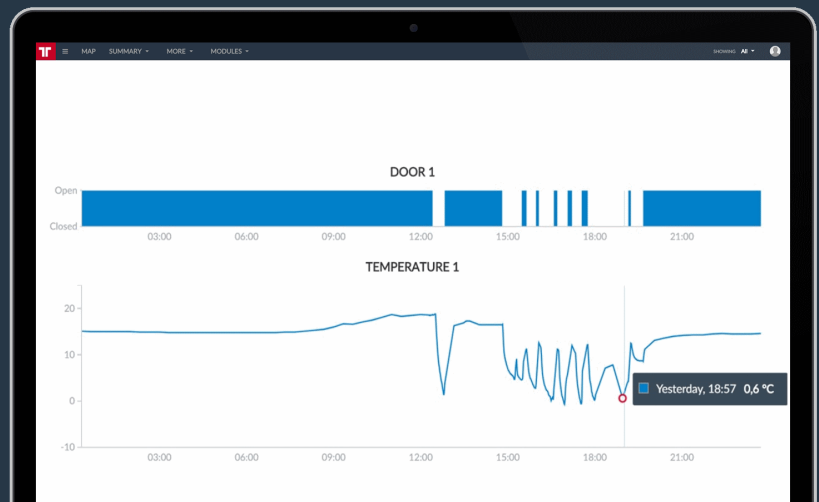 MAP SUMMARY MORE MODULES SHOWING All
DOOR 1
Open
Closed
03:00 06:00 09:00 12:00 15:00 18:00 21:00
TEMPERATURE 1
20
10
0
-10
Yesterday, 18:57 0,6 °C
03:00 06:00 09:00 12:00 15:00 18:00 21:00